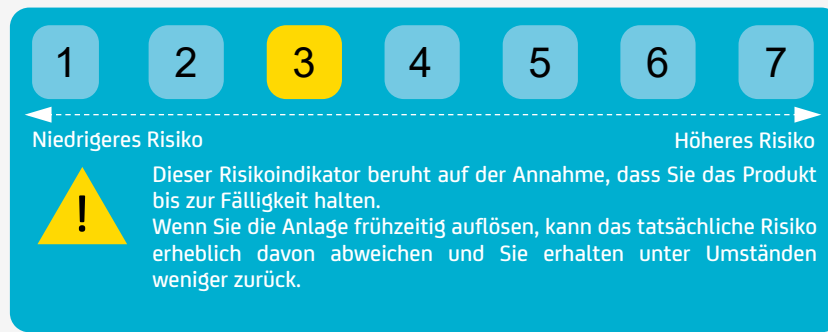 1 2 3 4 5 6 7
Niedrigeres Risiko Höheres Risiko
Dieser Risikoindikator beruht auf der Annahme, dass Sie das Produkt
bis zur Fälligkeit halten.
!
Wenn Sie die Anlage frühzeitig auflösen, kann das tatsächliche Risiko
erheblich davon abweichen und Sie erhalten unter Umständen
weniger zurück.